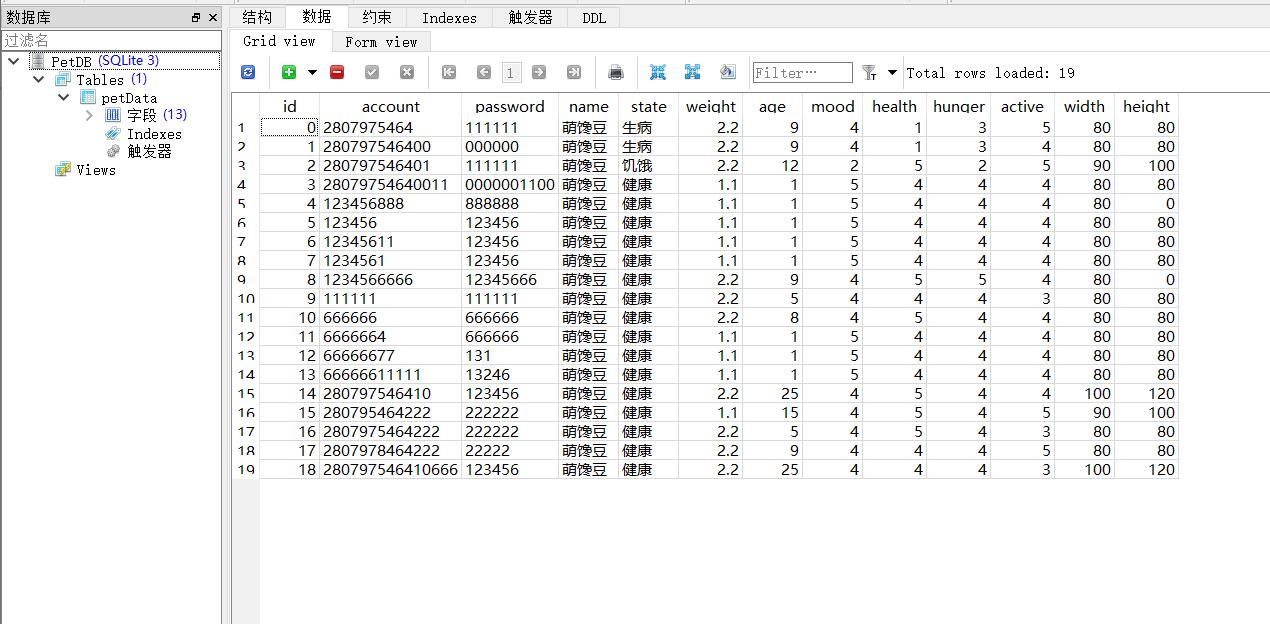 数据库
过滤名
PetDB (SQLite 3)
Tables (1)
petData
字段 (13)
Indexes
触发器
Views
结构 数据 约束 Indexes 触发器 DDL
Grid view Form view
1 Filter… Total rows loaded: 19
id account password name state weight age mood health hunger active width height
1 0 2807975464 111111 萌馋豆 生病 2.2 9 4 1 3 5 80 80
2 1 280797546400 000000 萌馋豆 生病 2.2 9 4 1 3 4 80 80
3 2 280797546401 111111 萌馋豆 饥饿 2.2 12 2 5 2 5 90 100
4 3 28079754640011 0000001100 萌馋豆 健康 1.1 1 5 4 4 4 80 80
5 4 123456888 888888 萌馋豆 健康 1.1 1 5 4 4 4 80 0
6 5 123456 123456 萌馋豆 健康 1.1 1 5 4 4 4 80 80
7 6 12345611 123456 萌馋豆 健康 1.1 1 5 4 4 4 80 80
8 7 1234561 123456 萌馋豆 健康 1.1 1 5 4 4 4 80 80
9 8 1234566666 12345666 萌馋豆 健康 2.2 9 4 5 5 4 80 0
10 9 111111 111111 萌馋豆 健康 2.2 5 4 4 4 3 80 80
11 10 666666 666666 萌馋豆 健康 2.2 8 4 5 4 4 80 80
12 11 6666664 666666 萌馋豆 健康 1.1 1 5 4 4 4 80 80
13 12 66666677 131 萌馋豆 健康 1.1 1 5 4 4 4 80 80
14 13 66666611111 13246 萌馋豆 健康 1.1 1 5 4 4 4 80 80
15 14 280797546410 123456 萌馋豆 健康 2.2 25 4 5 4 4 100 120
16 15 280795464222 222222 萌馋豆 健康 1.1 15 4 5 4 5 90 100
17 16 2807975464222 222222 萌馋豆 健康 2.2 5 4 5 4 3 80 80
18 17 2807978464222 22222 萌馋豆 健康 2.2 9 4 4 4 5 80 80
19 18 280797546410666 123456 萌馋豆 健康 2.2 25 4 4 4 3 100 120